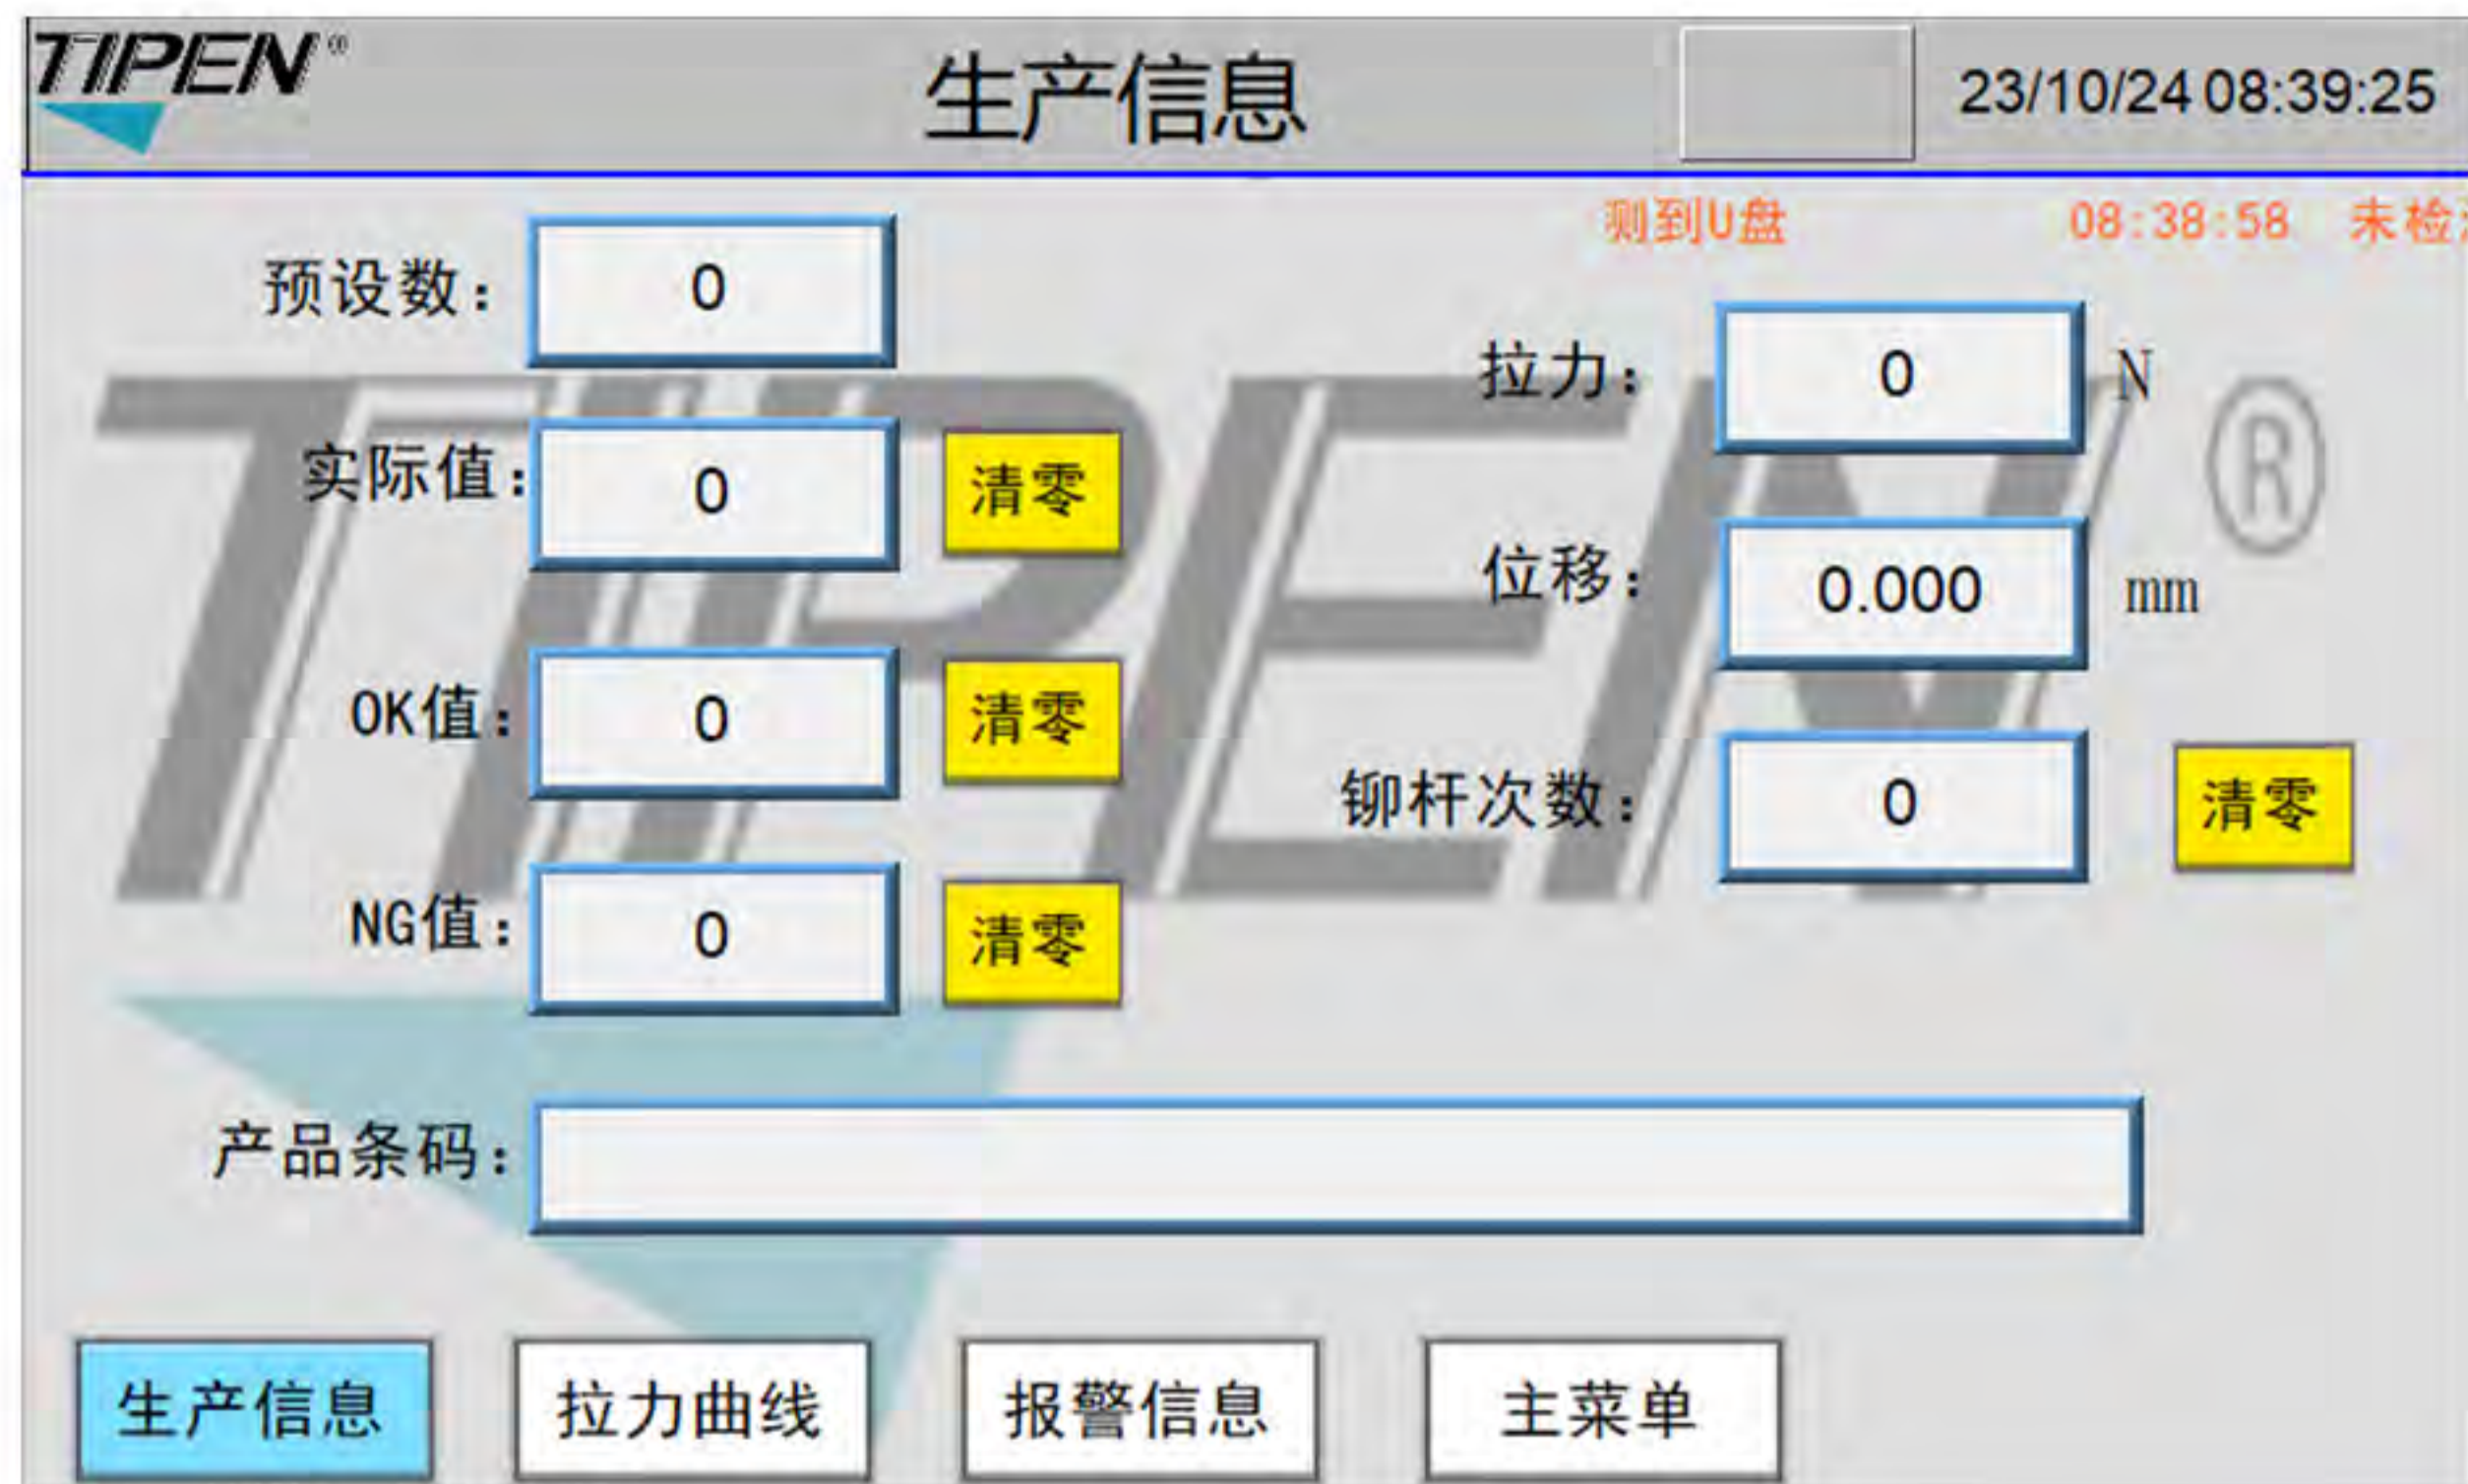 TIPEN®
生产信息
23/10/24 08:39:25
测到U盘 08:38:58 未检
预设数: 0
拉力: 0 N
实际值: 0 清零
位移: 0.000 mm
OK值: 0 清零
铆杆次数: 0 清零
NG值: 0 清零
产品条码:
生产信息 拉力曲线 报警信息 主菜单
TIPEN®